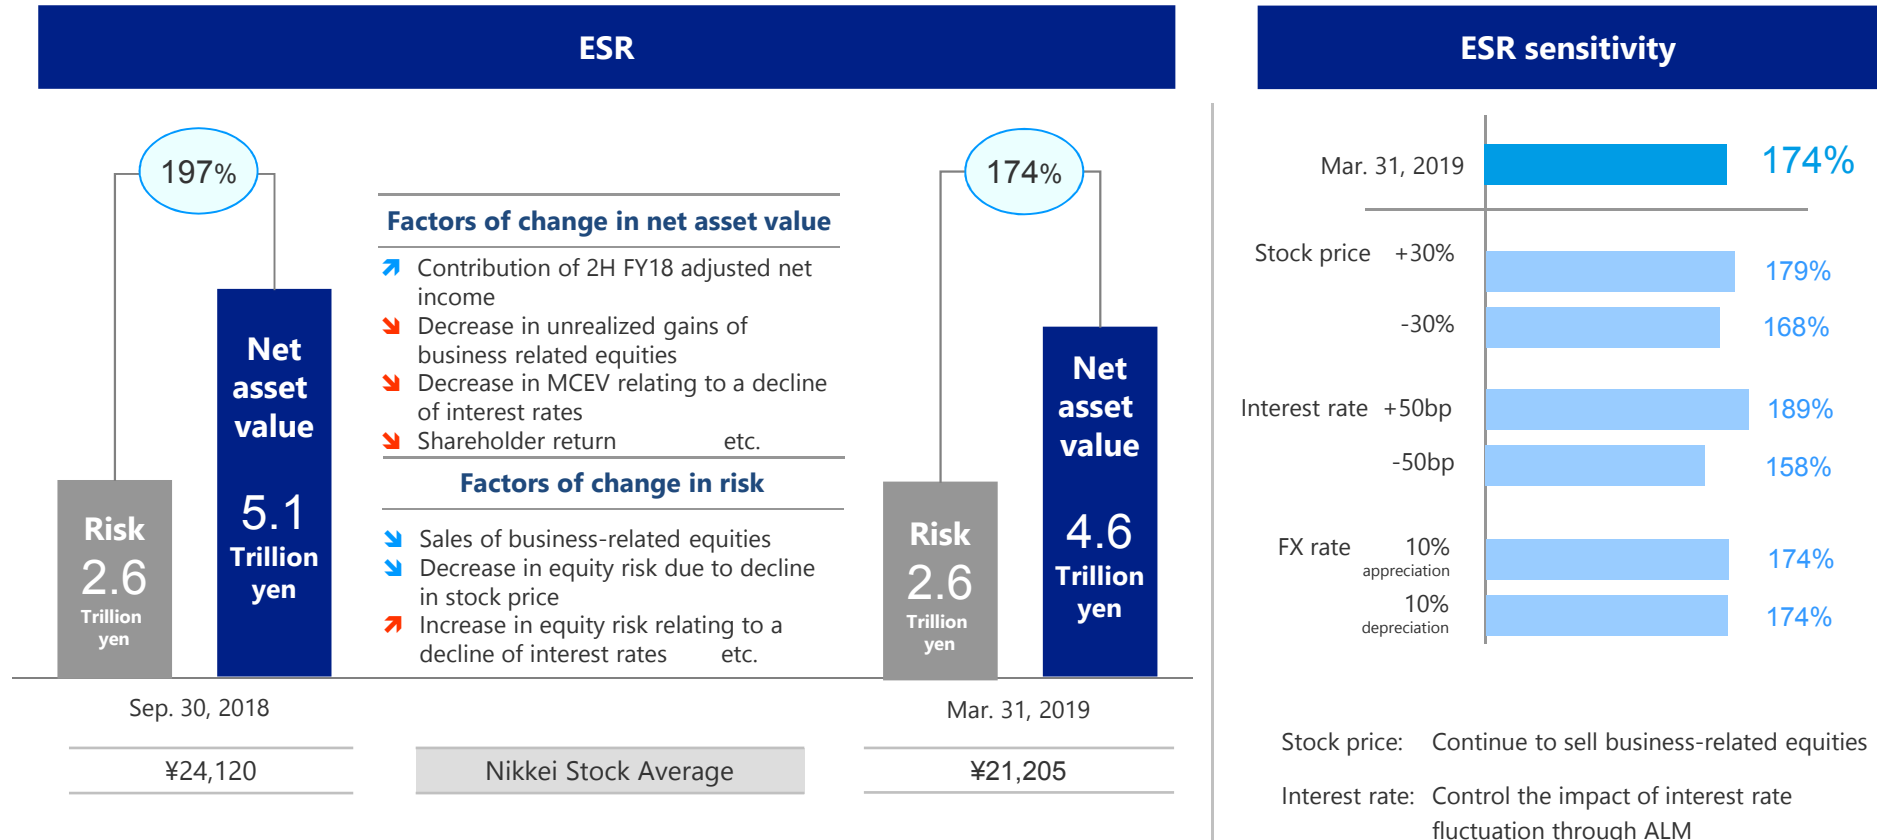 ESR
197%
174%
Factors of change in net asset value
Contribution of 2H FY18 adjusted net
income
Decrease in unrealized gains of
business related equities
Decrease in MCEV relating to a decline
of interest rates
Shareholder return etc.
Factors of change in risk
Sales of business-related equities
Decrease in equity risk due to decline
in stock price
Increase in equity risk relating to a
decline of interest rates etc.
Risk
2.6
Trillion
yen
Net
asset
value
5.1
Trillion
yen
Risk
2.6
Trillion
yen
Net
asset
value
4.6
Trillion
yen
Sep. 30, 2018
Mar. 31, 2019
¥24,120
Nikkei Stock Average
¥21,205
ESR sensitivity
Mar. 31, 2019 174%
Stock price +30% 179%
-30% 168%
Interest rate +50bp 189%
-50bp 158%
FX rate 10% 174%
appreciation
10% 174%
depreciation
Stock price: Continue to sell business-related equities
Interest rate: Control the impact of interest rate
fluctuation through ALM